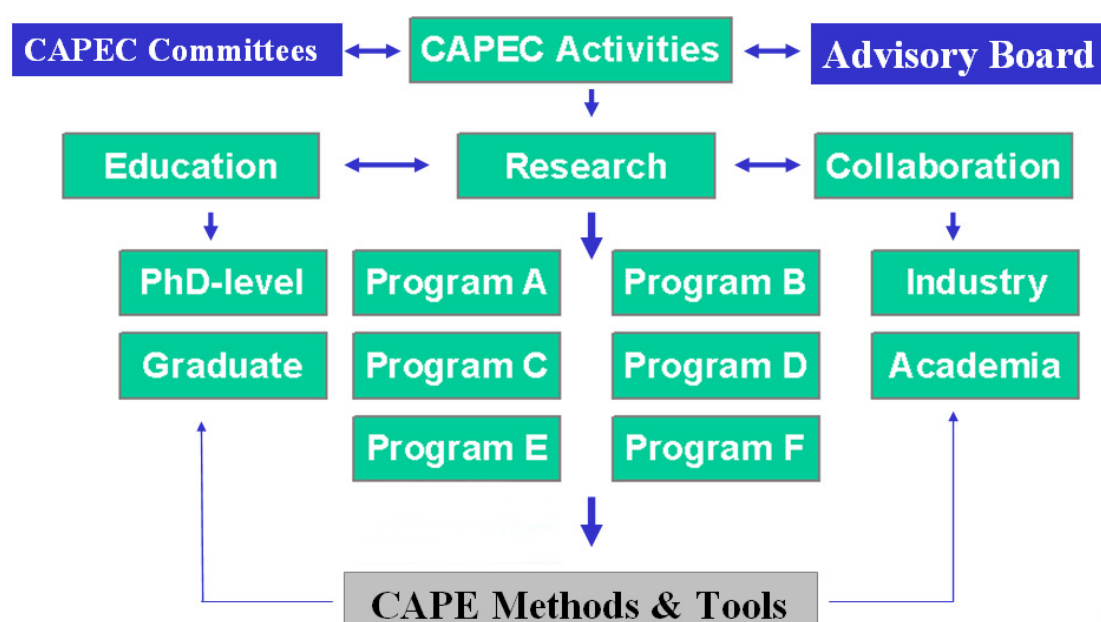 CAPEC Committees
CAPEC Activities
Advisory Board
Education
Research
Collaboration
PhD-level
Program A
Program B
Industry
Graduate
Program C
Program D
Academia
Program E
Program F
CAPE Methods & Tools